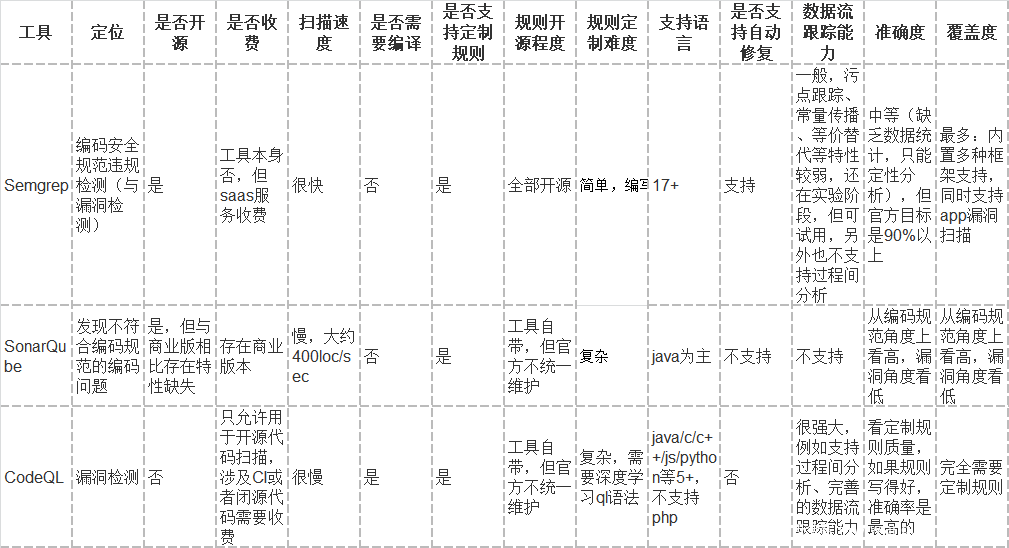 工具 定位 是否开源 是否收费 扫描速度 是否需要编译 是否支持定制规则 规则开源程度 规则定制难度 支持语言 是否支持自动修复 数据流跟踪能力 准确度 覆盖度
Semgrep
编码安全
规范违规
检测（与
漏洞检
测）
是
工具本身
否，但
saas服
务收费
很快
否
是
全部开源
简单，编写
17+
支持
一般，污
点跟踪、
常量传播
、等价替
代等特性
较弱，还
在实验阶
段，但可
试用，另
外也不支
持过程间
分析
中等（缺
乏数据统
计，只能
定性分
析），但
官方目标
是90%以
上
最多：内
置多种框
架支持，
同时支持
app漏洞
扫描
SonarQu
be
发现不符
合编码规
范的编码
问题
是，但与
商业版相
比存在特
性缺失
存在商业
版本
慢，大约
400loc/s
ec
否
是
工具自
带，但官
方不统一
维护
复杂
java为主
不支持
不支持
从编码规
范角度上
看高，漏
洞角度看
低
从编码规
范角度上
看高，漏
洞角度看
低
CodeQL
漏洞检测
否
只允许用
于开源代
码扫描，
涉及CI或
者闭源代
码需要收
费
很慢
是
是
工具自
带，但官
方不统一
维护
复杂，需
要深度学
习ql语法
java/c/c+
+/js/pytho
n等5+，
不支持
php
否
很强大，
例如支持
过程间分
析、完善
的数据流
跟踪能力
看定制规
则质量，
如果规则
写得好，
准确率是
最高的
完全需要
定制规则